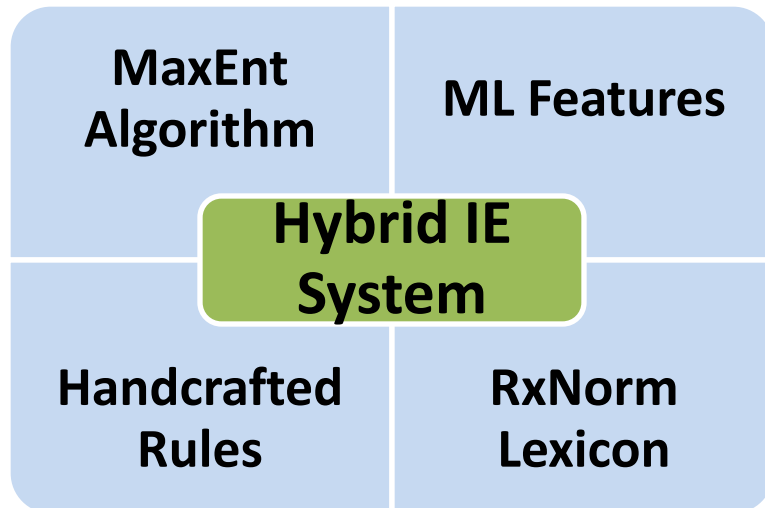 MaxEnt
Algorithm
ML Features
Hybrid IE
System
Handcrafted
Rules
RxNorm
Lexicon